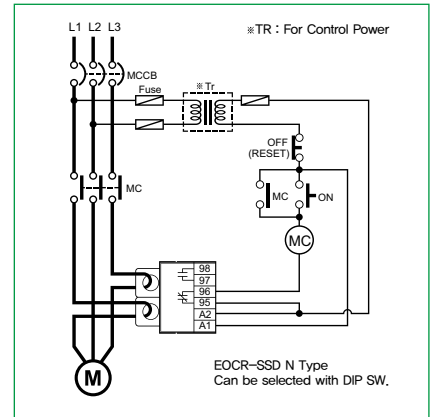 L1 L2 L3
※TR : For Control Power
MCCB
Fuse
※Tr
OFF
(RESET)
MC
MC
ON
MC
98
97
96
95
A2
A1
M
EOCR-SSD N Type
Can be selected with DIP SW.